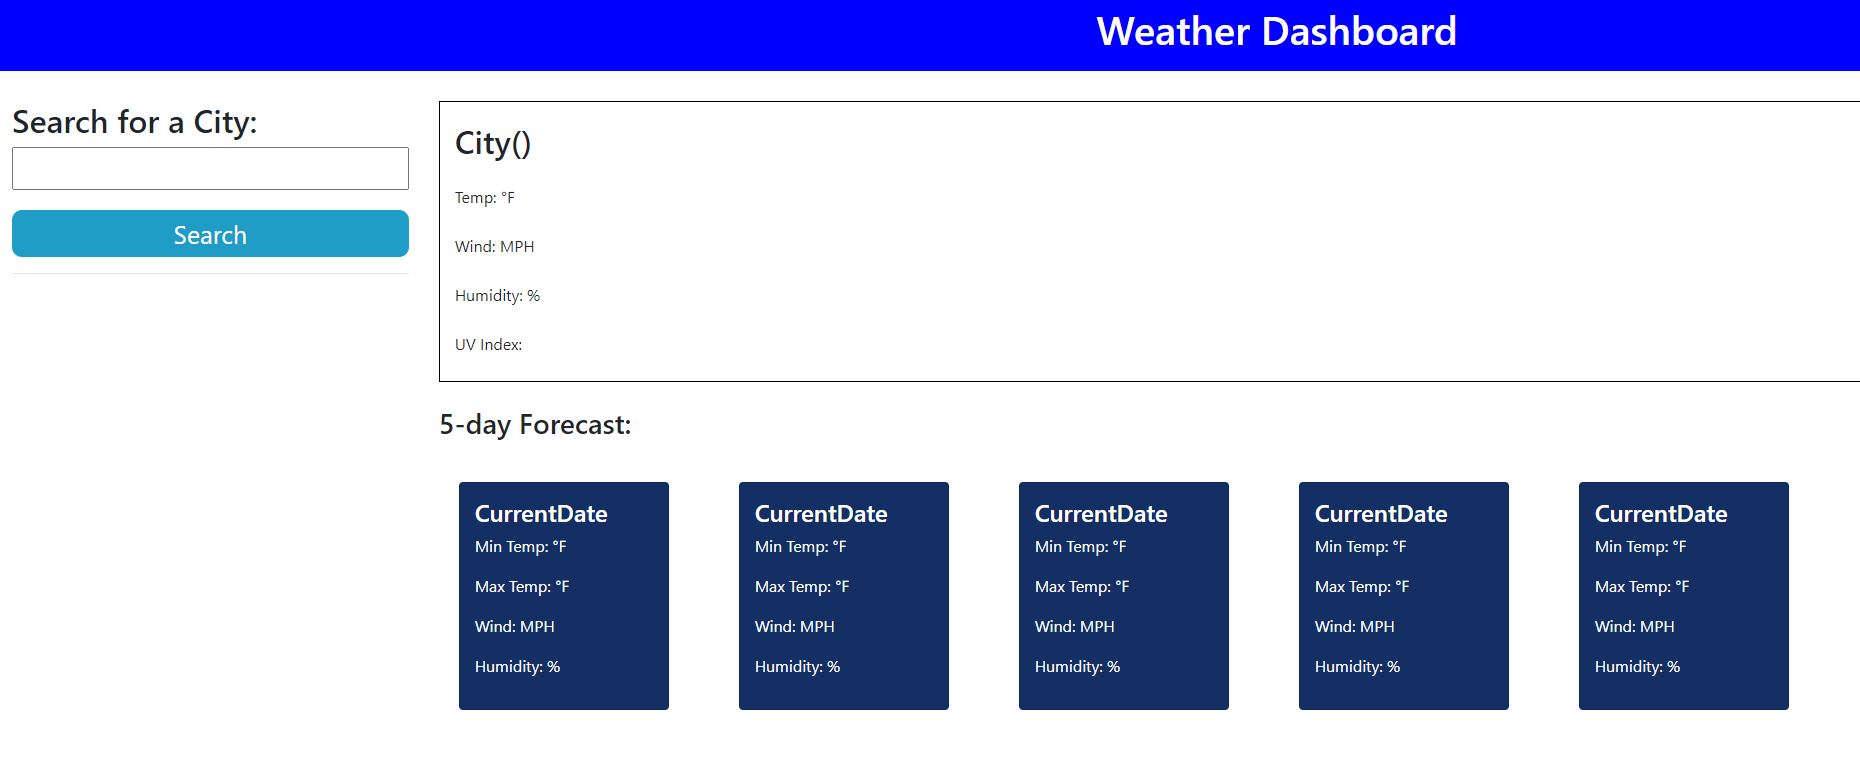 Weather Dashboard
Search for a City:
Search
City()
Temp: °F
Wind: MPH
Humidity: %
UV Index:
5-day Forecast:
CurrentDate
Min Temp: °F
Max Temp: °F
Wind: MPH
Humidity: %
CurrentDate
Min Temp: °F
Max Temp: °F
Wind: MPH
Humidity: %
CurrentDate
Min Temp: °F
Max Temp: °F
Wind: MPH
Humidity: %
CurrentDate
Min Temp: °F
Max Temp: °F
Wind: MPH
Humidity: %
CurrentDate
Min Temp: °F
Max Temp: °F
Wind: MPH
Humidity: %